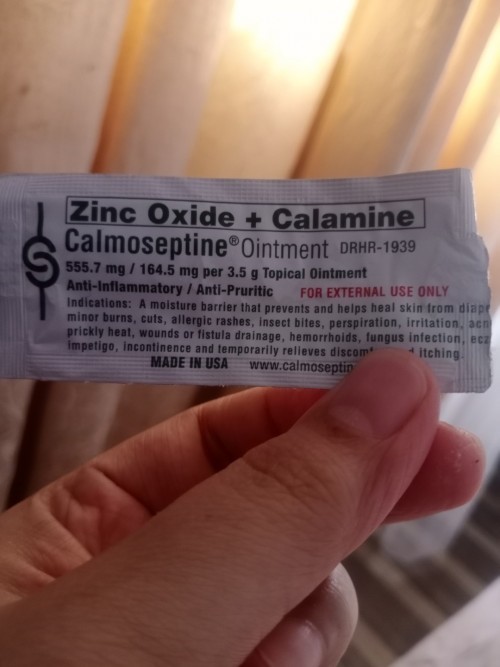 Zinc Oxide + Calamine
Calmoseptine® Ointment DRHR-1939
555.7 mg / 164.5 mg per 3.5 g Topical Ointment
Anti-Inflammatory / Anti-Pruritic FOR EXTERNAL USE ONLY
Indications: A moisture barrier that prevents and helps heal skin from
minor burns, cuts, allergic rashes, insect bites, perspiration, irritation,
prickly heat, wounds or fistula drainage, hemorrhoids, fungus infection,
impetigo, incontinence and temporarily relieves itching.
MADE IN USA